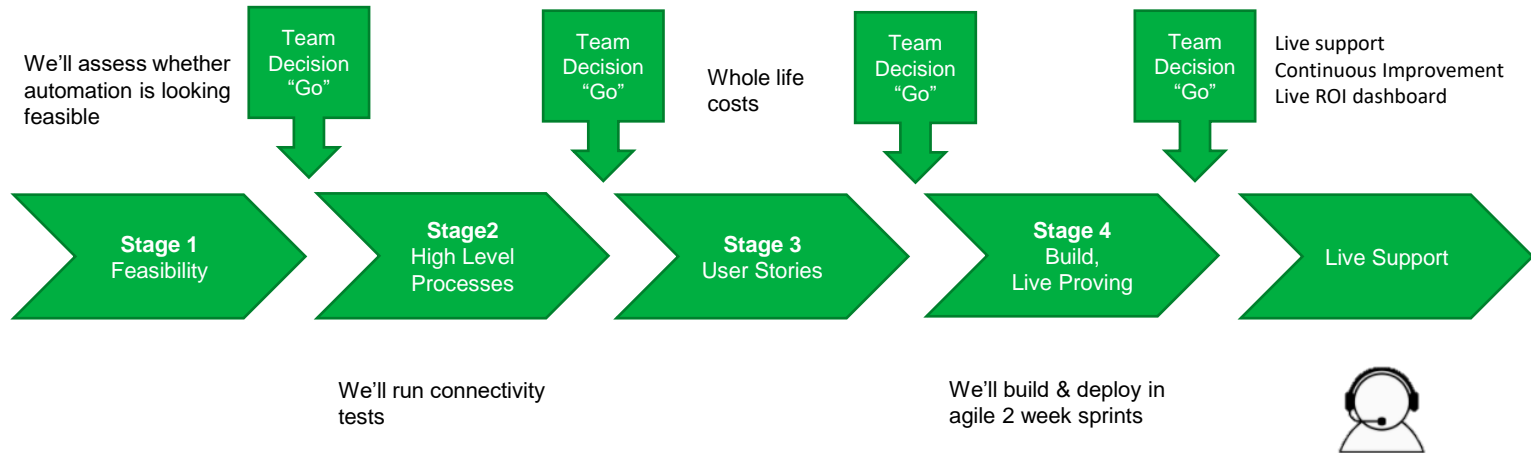 We’ll assess whether
automation is looking
feasible
Team
Decision
“Go”
Team
Decision
“Go”
Whole life
costs
Team
Decision
“Go”
Team
Decision
“Go”
Live support
Continuous Improvement
Live ROI dashboard
Stage 1
Feasibility
Stage2
High Level
Processes
Stage 3
User Stories
Stage 4
Build,
Live Proving
Live Support
We’ll run connectivity
tests
We’ll build & deploy in
agile 2 week sprints